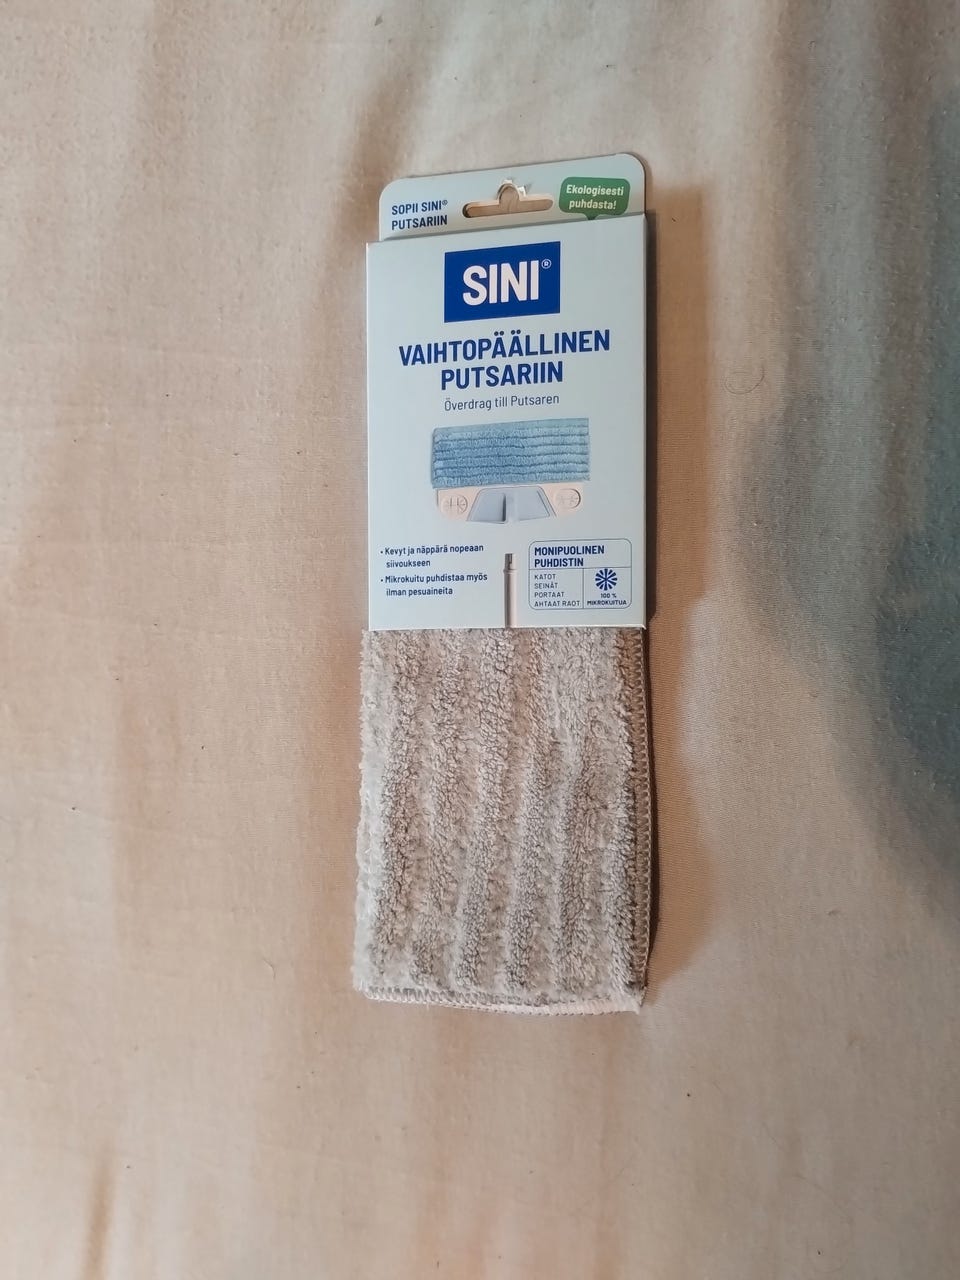 SOPII SINI®
PUTSARIIN
Ekologisesti
puhdasta!
SINI®
VAIHTOPÄÄLLINEN
PUTSARIIN
Överdrag till Putsaren
• Kevyt ja näppärä nopeaan
siivoukseen
• Mikrokuitu puhdistaa myös
ilman pesuaineita
MONIPUOLINEN
PUHDISTIN
KATOT
SEINÄT
PORTAAT
AHTAAT RAOT
100 %
MIKROKUITUA